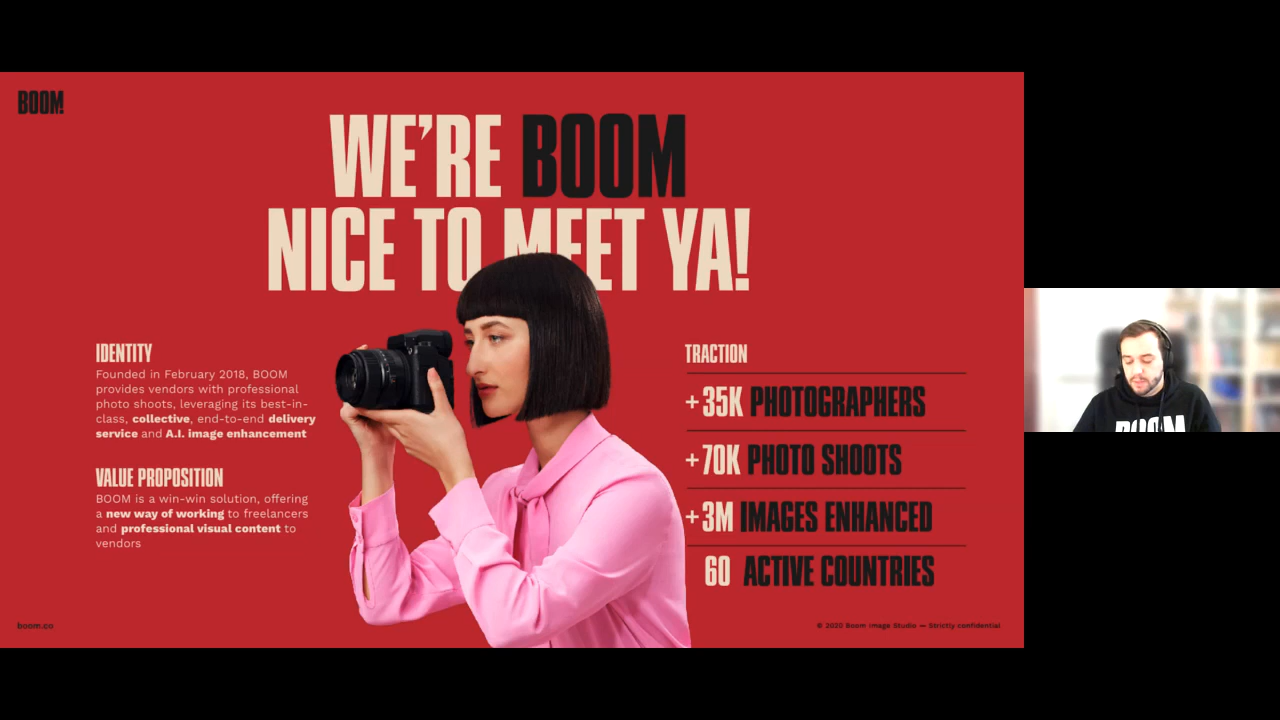 BOOM!
WE'RE BOOM
NICE TO MEET YA!
IDENTITY
Founded in February 2018, BOOM
provides vendors with professional
photo shoots, leveraging its best-in-
class, collective, end-to-end delivery
service and A.I. image enhancement
VALUE PROPOSITION
BOOM is a win-win solution, offering
a new way of working to freelancers
and professional visual content to
vendors
TRACTION
+35K PHOTOGRAPHERS
+70K PHOTO SHOOTS
+3M IMAGES ENHANCED
60 ACTIVE COUNTRIES
boom.co
© 2020 Boom Image Studio — Strictly confidential
BOOM